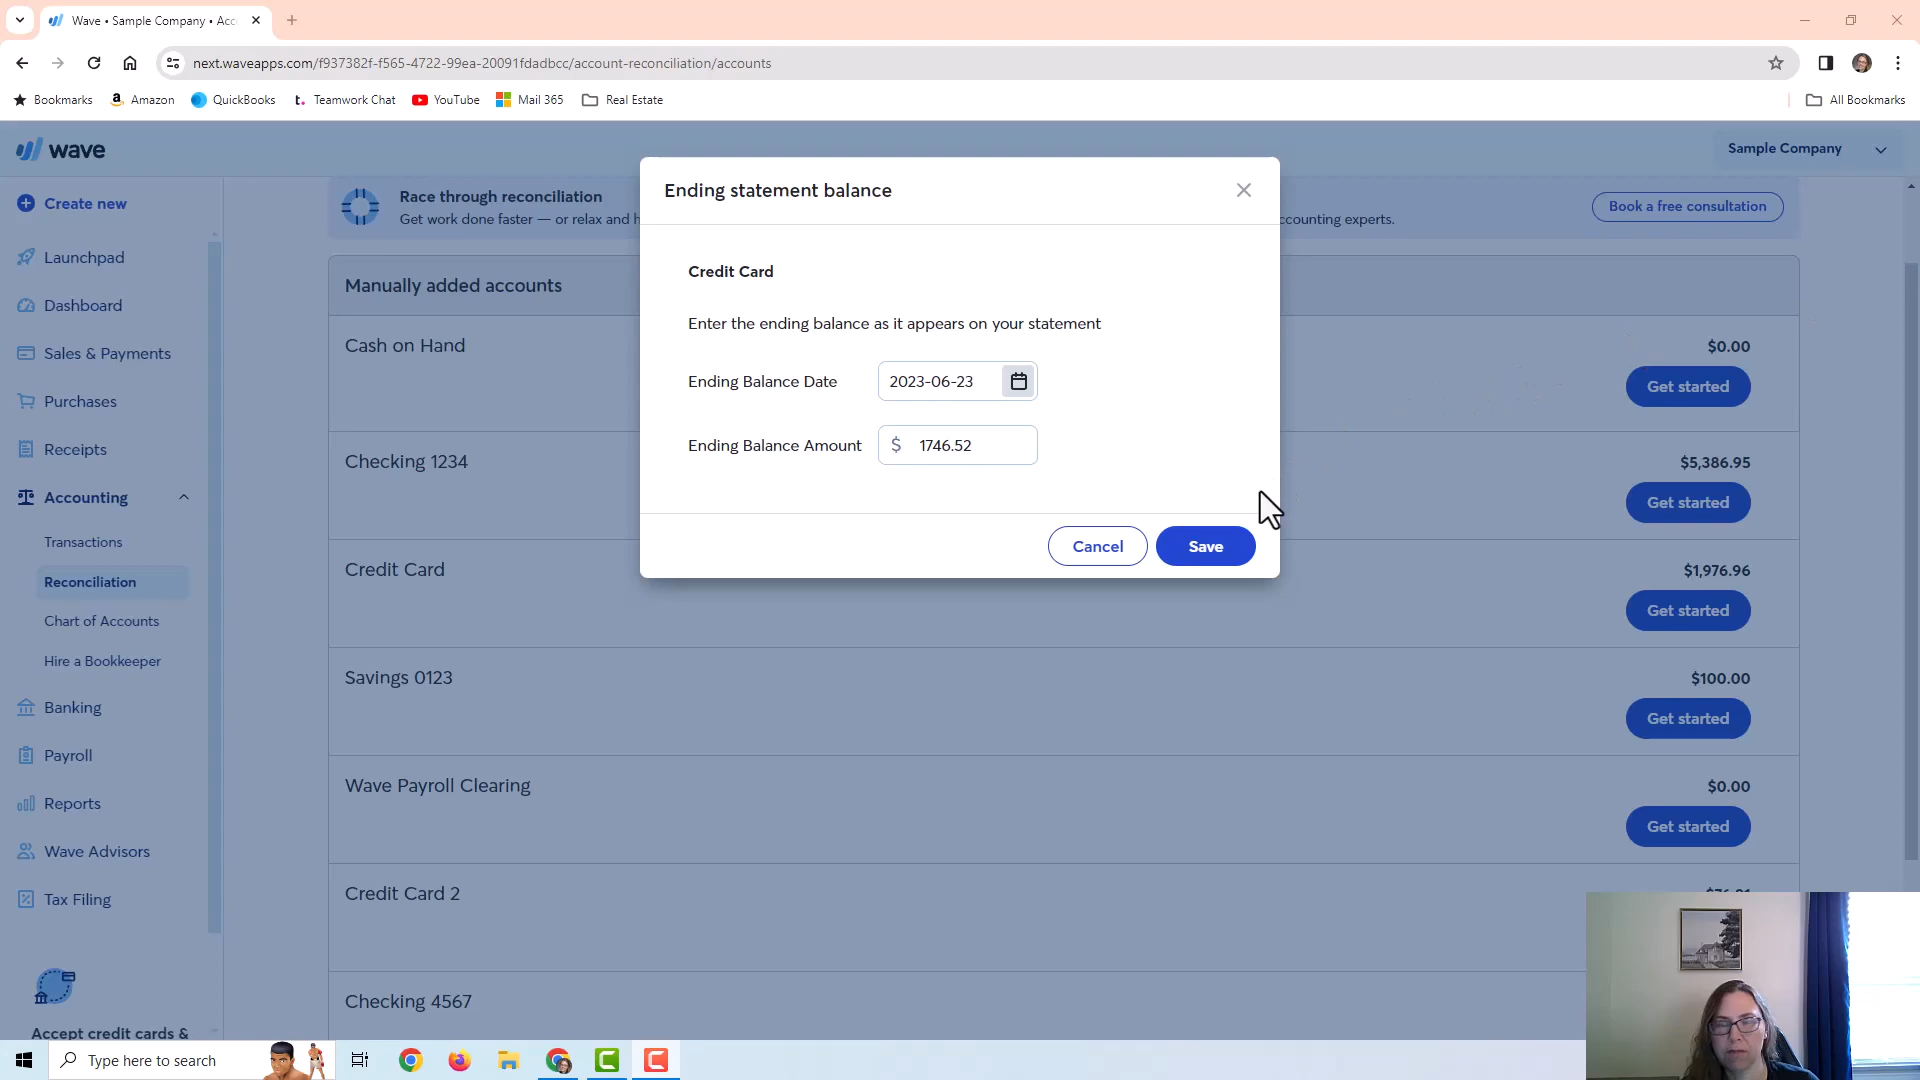 Wave • Sample Company • Acc
next.waveapps.com/f937382f-f565-4722-99ea-20091fdadbcc/account-reconciliation/accounts
Bookmarks
Amazon
QuickBooks
Teamwork Chat
YouTube
Mail 365
Real Estate
All Bookmarks
wave
Sample Company
Create new
Launchpad
Dashboard
Sales & Payments
Purchases
Receipts
Accounting
Transactions
Reconciliation
Chart of Accounts
Hire a Bookkeeper
Banking
Payroll
Reports
Wave Advisors
Tax Filing
Accept credit cards &
Race through reconciliation
Get work done faster — or relax and h
ccounting experts.
Book a free consultation
Manually added accounts
Cash on Hand
$0.00
Get started
Checking 1234
$5,386.95
Get started
Credit Card
$1,976.96
Get started
Savings 0123
$100.00
Get started
Wave Payroll Clearing
$0.00
Get started
Credit Card 2
Checking 4567
Ending statement balance
Credit Card
Enter the ending balance as it appears on your statement
Ending Balance Date
2023-06-23
Ending Balance Amount
$ 1746.52
Cancel
Save
Type here to search